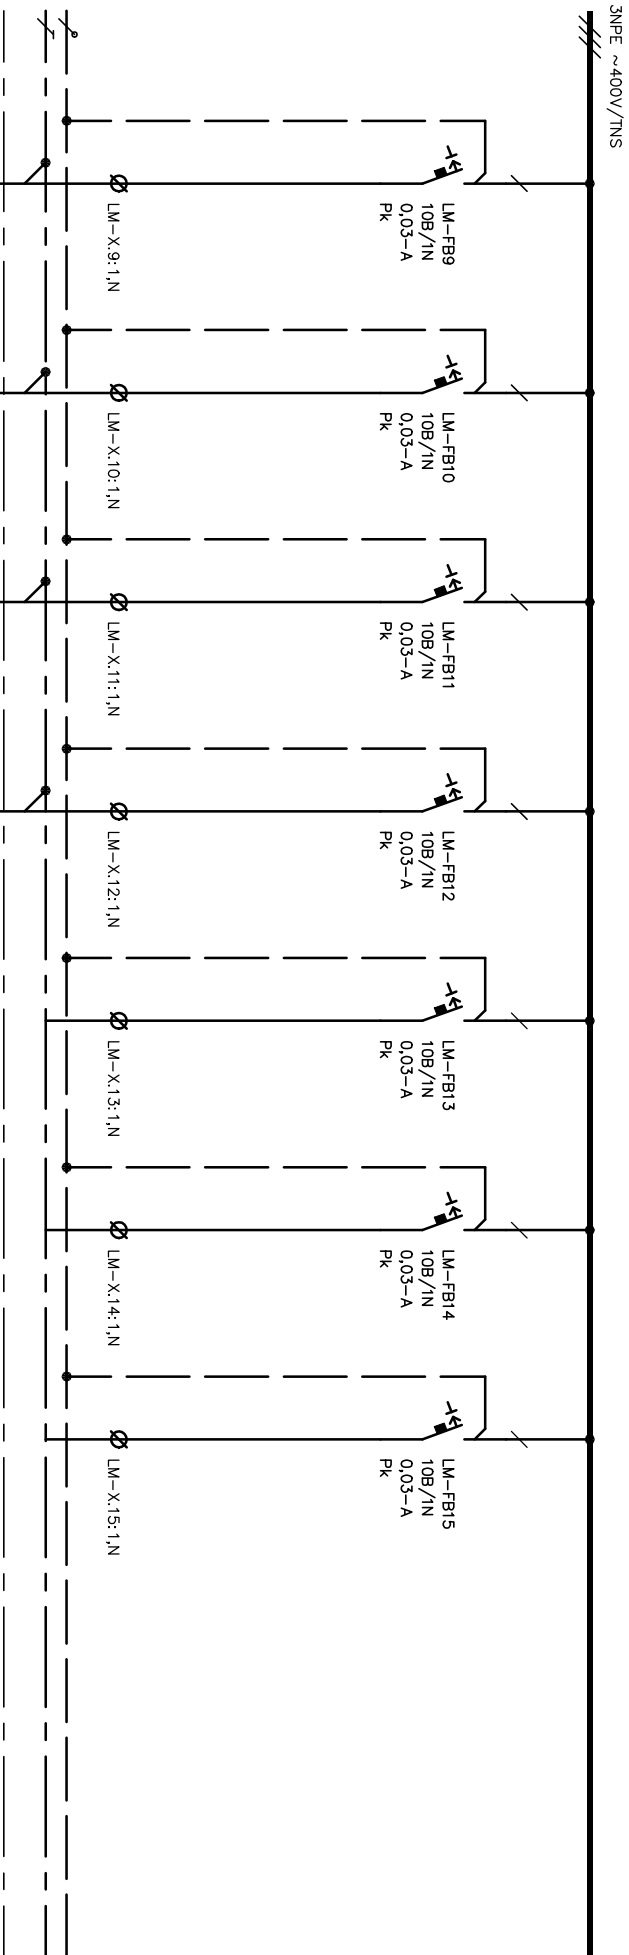 3NPE ~400V/TNS
LM-FB9
10B/1N
0,03-A
Pk
LM-X.9:1,N
LM-FB10
10B/1N
0,03-A
Pk
LM-X.10:1,N
LM-FB11
10B/1N
0,03-A
Pk
LM-X.11:1,N
LM-FB12
10B/1N
0,03-A
Pk
LM-X.12:1,N
LM-FB13
10B/1N
0,03-A
Pk
LM-X.13:1,N
LM-FB14
10B/1N
0,03-A
Pk
LM-X.14:1,N
LM-FB15
10B/1N
0,03-A
Pk
LM-X.15:1,N